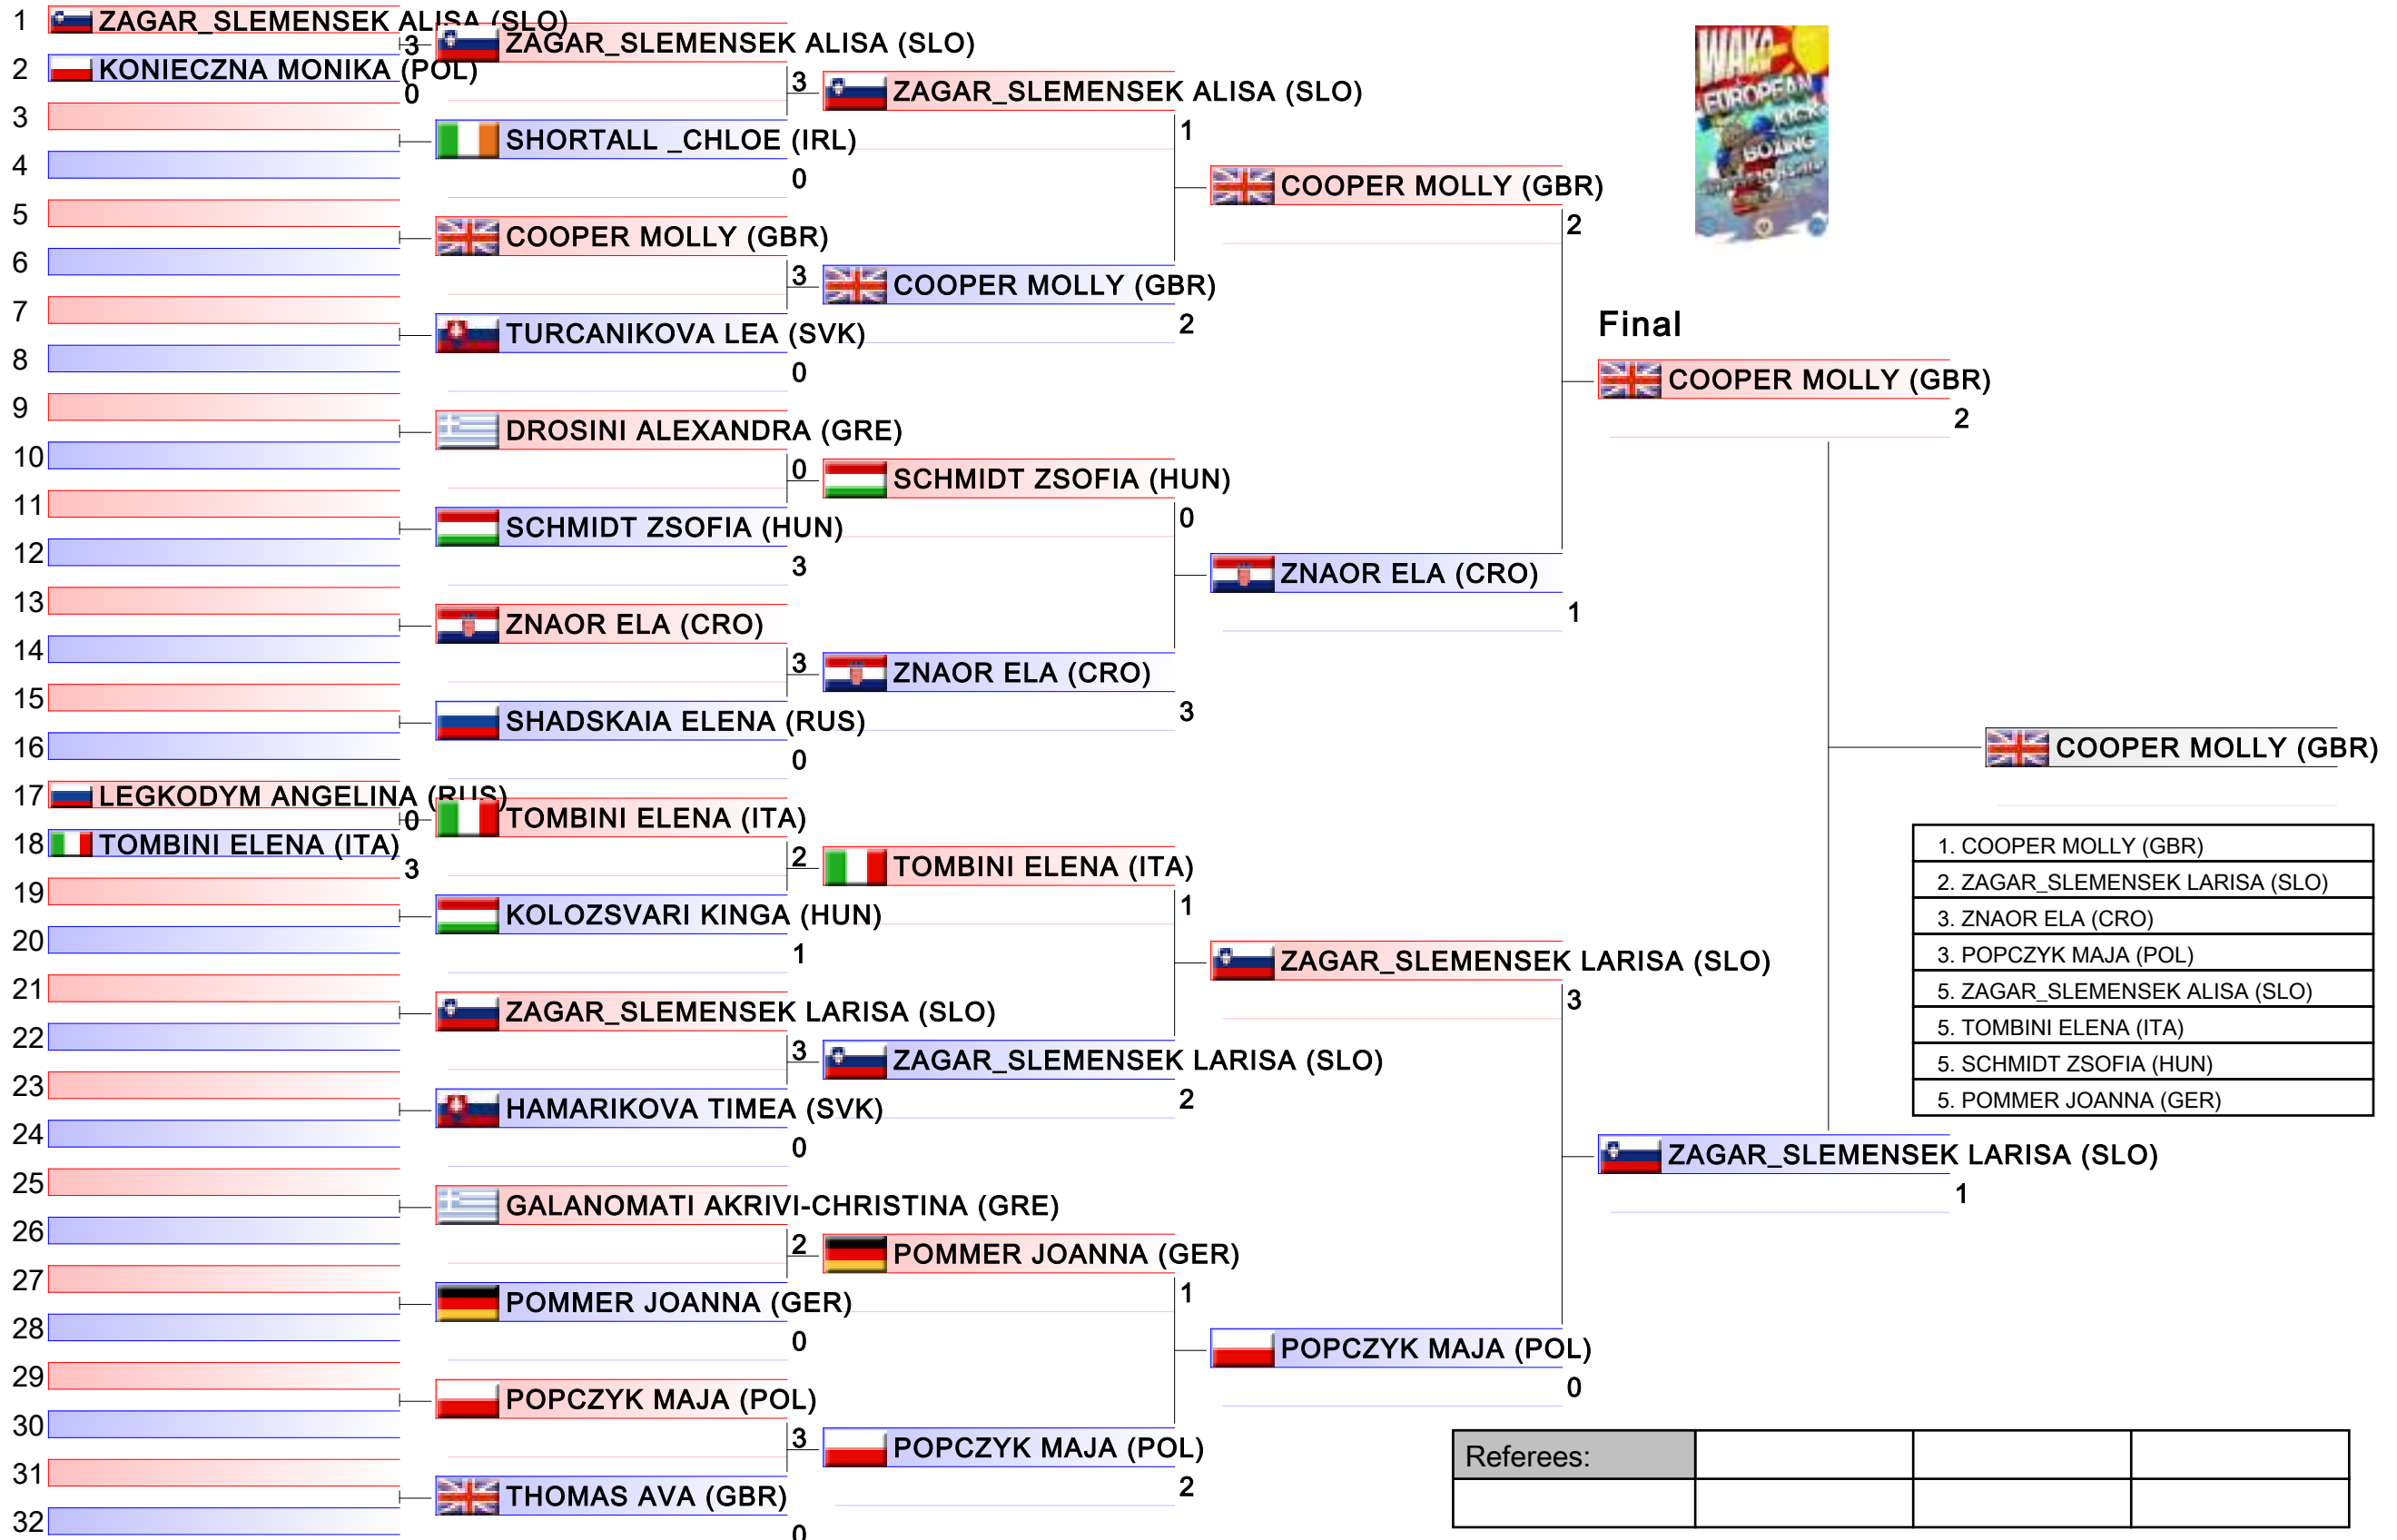 1 ZAGAR_SLEMENSEK ALISA (SLO)
3
2 KONIECZNA MONIKA (POL)
0
3
4
5
6
7
8
9
10
11
12
13
14
15
16
17 LEGKODYM ANGELINA (RUS)
0
18 TOMBINI ELENA (ITA)
3
19
20
21
22
23
24
25
26
27
28
29
30
31
32
ZAGAR_SLEMENSEK ALISA (SLO)
3
SHORTALL _CHLOE (IRL)
0
COOPER MOLLY (GBR)
3
TURCANIKOVA LEA (SVK)
0
DROSINI ALEXANDRA (GRE)
0
SCHMIDT ZSOFIA (HUN)
3
ZNAOR ELA (CRO)
3
SHADSKAIA ELENA (RUS)
0
TOMBINI ELENA (ITA)
2
KOLOZSVARI KINGA (HUN)
1
ZAGAR_SLEMENSEK LARISA (SLO)
3
HAMARIKOVA TIMEA (SVK)
0
GALANOMATI AKRIVI-CHRISTINA (GRE)
2
POMMER JOANNA (GER)
0
POPCZYK MAJA (POL)
3
THOMAS AVA (GBR)
0
ZAGAR_SLEMENSEK ALISA (SLO)
1
COOPER MOLLY (GBR)
2
SCHMIDT ZSOFIA (HUN)
0
ZNAOR ELA (CRO)
3
TOMBINI ELENA (ITA)
1
ZAGAR_SLEMENSEK LARISA (SLO)
2
POMMER JOANNA (GER)
1
POPCZYK MAJA (POL)
2
COOPER MOLLY (GBR)
2
ZNAOR ELA (CRO)
1
ZAGAR_SLEMENSEK LARISA (SLO)
3
POPCZYK MAJA (POL)
0
WAKO
EUROPEAN
KICK
BOXING
Final
COOPER MOLLY (GBR)
2
ZAGAR_SLEMENSEK LARISA (SLO)
1
COOPER MOLLY (GBR)
1. COOPER MOLLY (GBR)
2. ZAGAR_SLEMENSEK LARISA (SLO)
3. ZNAOR ELA (CRO)
3. POPCZYK MAJA (POL)
5. ZAGAR_SLEMENSEK ALISA (SLO)
5. TOMBINI ELENA (ITA)
5. SCHMIDT ZSOFIA (HUN)
5. POMMER JOANNA (GER)
Referees: